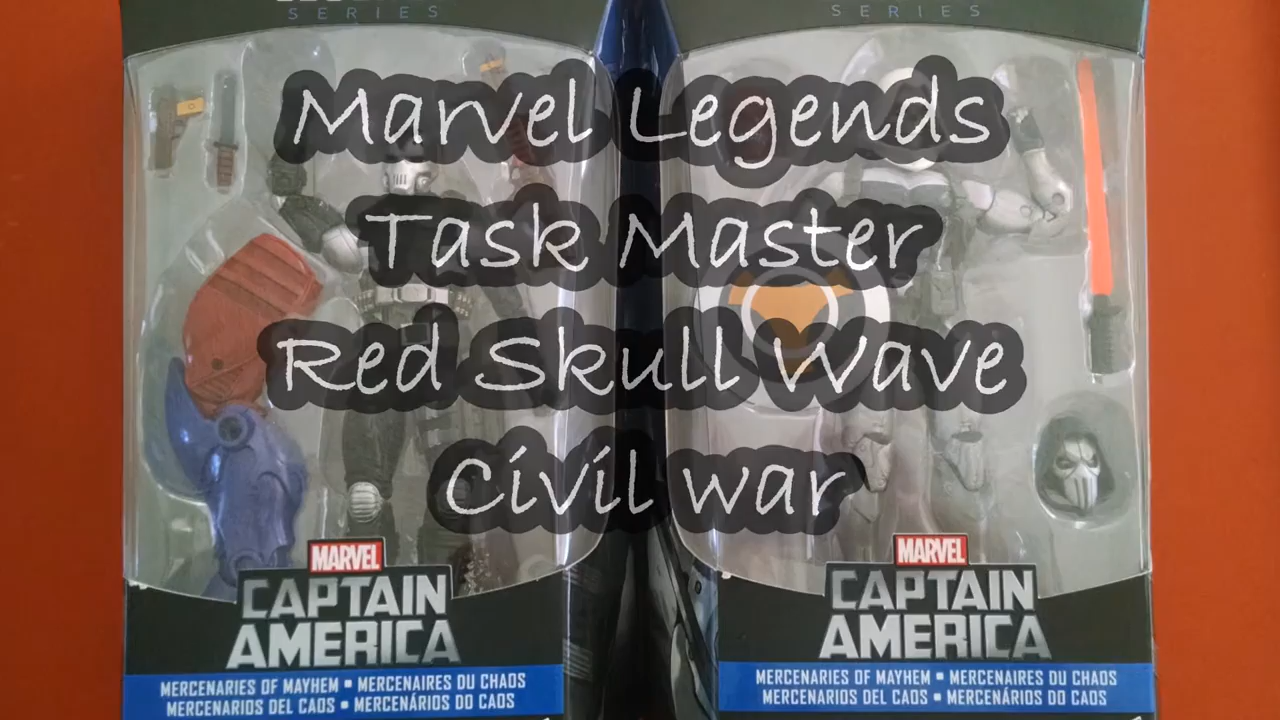 SERIES
SERIES
Marvel Legends
Task Master
Red Skull Wave
Civil war
MARVEL
CAPTAIN
AMERICA
MERCENARIES OF MAYHEM ▪ MERCENAIRES DU CHAOS
MERCENARIOS DEL CAOS ▪ MERCENÁRIOS DO CAOS
MARVEL
CAPTAIN
AMERICA
MERCENARIES OF MAYHEM ▪ MERCENAIRES DU CHAOS
MERCENARIOS DEL CAOS ▪ MERCENÁRIOS DO CAOS